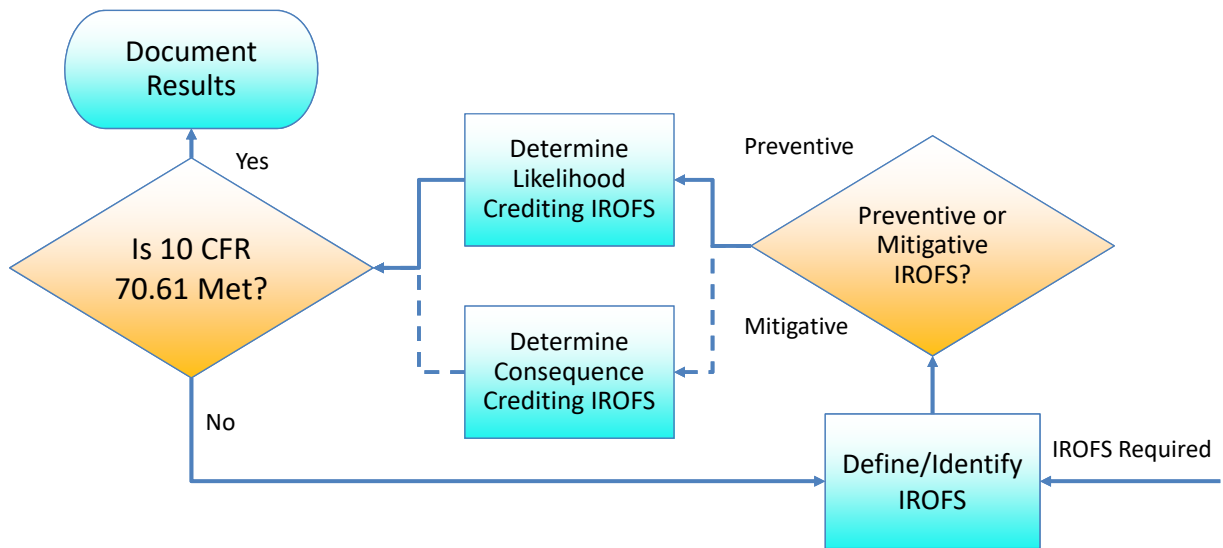 Document
Results
Yes
Is 10 CFR
70.61 Met?
No
Determine
Likelihood
Crediting IROFS
Determine
Consequence
Crediting IROFS
Preventive
Preventive or
Mitigative
IROFS?
Mitigative
Define/Identify
IROFS
IROFS Required